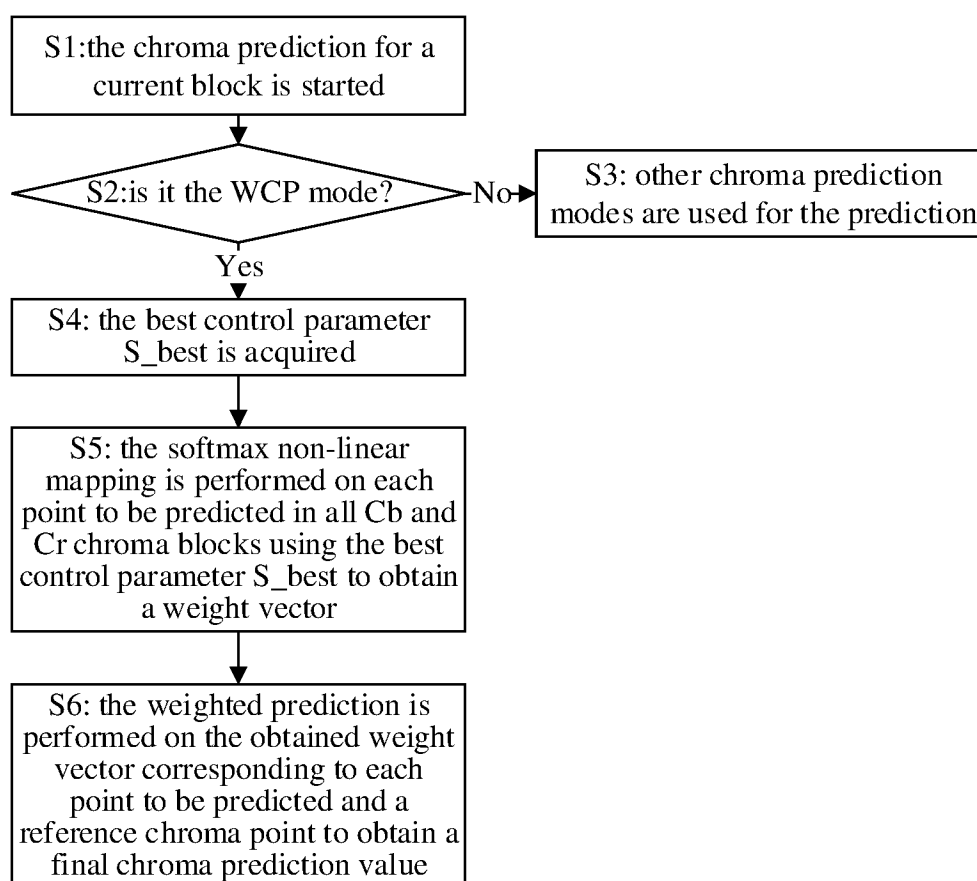 S1:the chroma prediction for a
current block is started
S2:is it the WCP mode?
No
S3: other chroma prediction
modes are used for the prediction
Yes
S4: the best control parameter
S_best is acquired
S5: the softmax non-linear
mapping is performed on each
point to be predicted in all Cb and
Cr chroma blocks using the best
control parameter S_best to obtain
a weight vector
S6: the weighted prediction is
performed on the obtained weight
vector corresponding to each
point to be predicted and a
reference chroma point to obtain a
final chroma prediction value